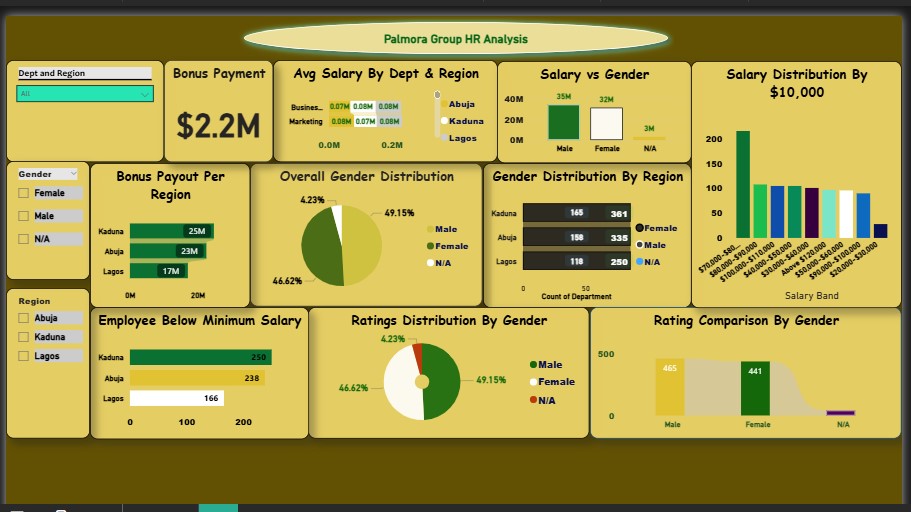 Palmora Group HR Analysis
Dept and Region
All
Bonus Payment
$2.2M
Avg Salary By Dept & Region
Busines...
0.07M 0.08M 0.08M
Marketing
0.08M 0.07M 0.08M
0.0M 0.2M
Abuja
Kaduna
Lagos
Salary vs Gender
40M
20M
0M
35M
32M
3M
Male Female N/A
Salary Distribution By
$10,000
200
150
100
50
0
$70,000-$80...
$80,000-$90,000
$100,000-$110,000
$40,000-$50,000
$30,000-$40,000
Above $120,000
$50,000-$60,000
$90,000-$100,000
$20,000-$30,000
Salary Band
Gender
Female
Male
N/A
Bonus Payout Per
Region
Kaduna 25M
Abuja 23M
Lagos 17M
0M 20M
Overall Gender Distribution
4.23%
49.15%
46.62%
Male
Female
N/A
Gender Distribution By Region
Kaduna 165 361
Abuja 158 335
Lagos 118 250
0 50
Count of Department
Female
Male
N/A
Region
Abuja
Kaduna
Lagos
Employee Below Minimum Salary
Kaduna 250
Abuja 238
Lagos 166
0 100 200
Ratings Distribution By Gender
4.23%
49.15%
46.62%
Male
Female
N/A
Rating Comparison By Gender
500
0
465
441
Male Female N/A